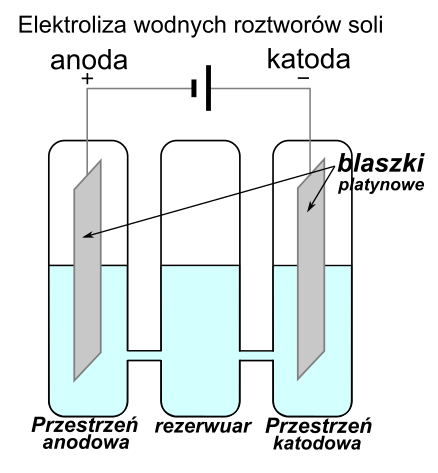 Elektroliza wodnych roztworów soli
anoda
+
katoda
−
blaszki
platynowe
Przestrzeń
anodowa
rezerwuar
Przestrzeń
katodowa